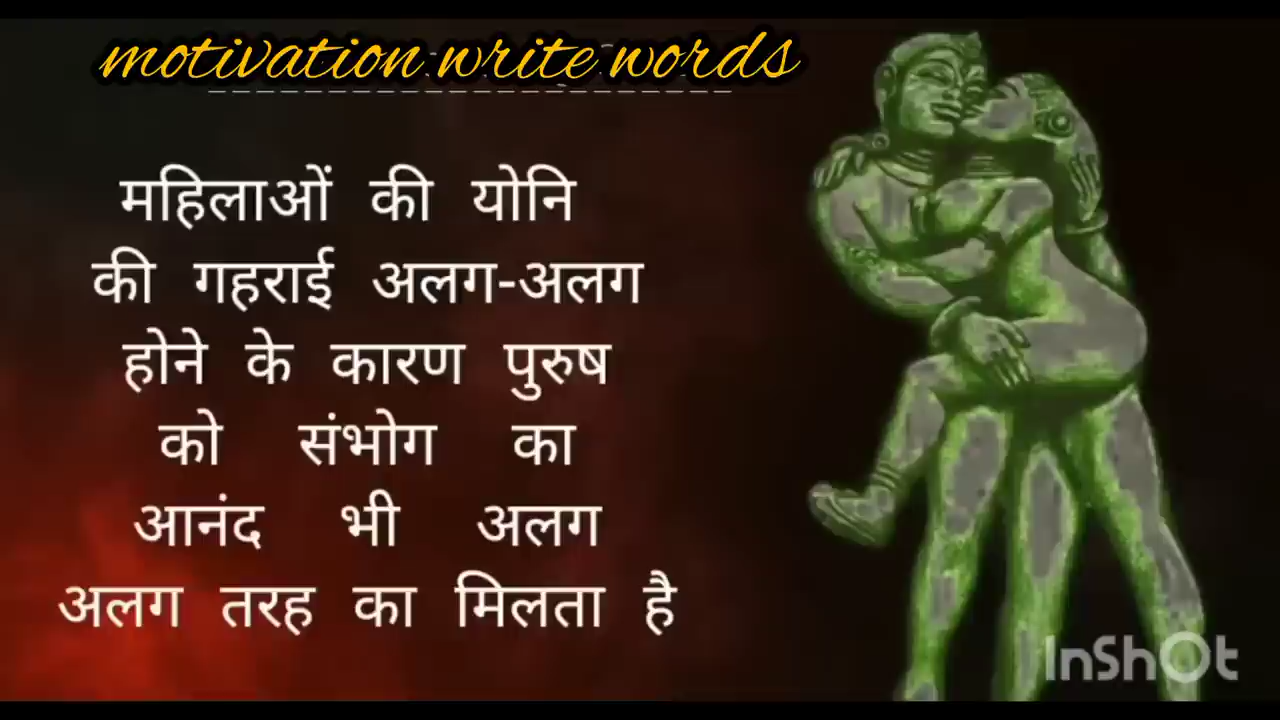 motivation write words
महिलाओं की योनि
की गहराई अलग-अलग
होने के कारण पुरुष
को संभोग का
आनंद भी अलग
अलग तरह का मिलता है
InShOt